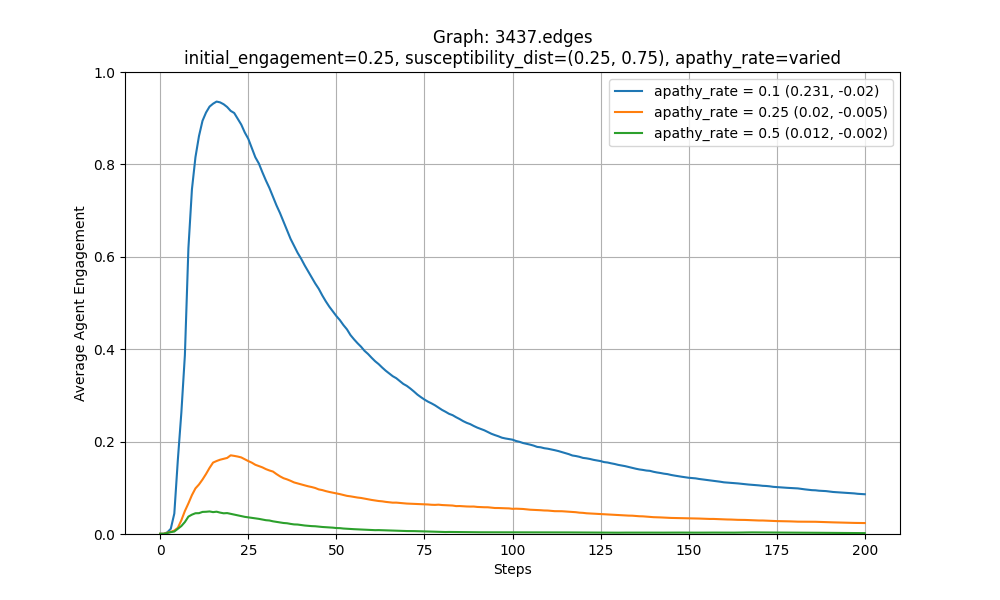 Graph: 3437.edges
initial_engagement=0.25, susceptibility_dist=(0.25, 0.75), apathy_rate=varied
apathy_rate = 0.1 (0.231, -0.02)
apathy_rate = 0.25 (0.02, -0.005)
apathy_rate = 0.5 (0.012, -0.002)
Average Agent Engagement
1.0
0.8
0.6
0.4
0.2
0.0
0 25 50 75 100 125 150 175 200
Steps